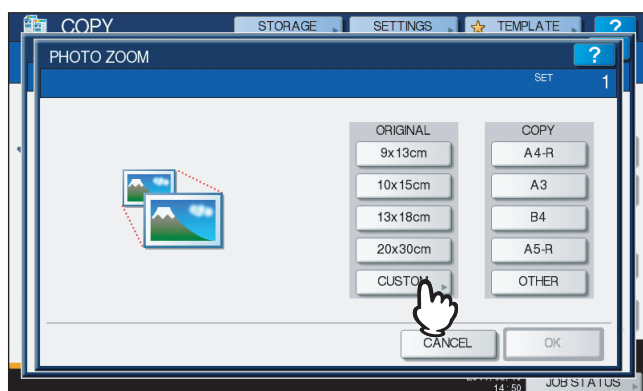 COPY STORAGE SETTINGS TEMPLATE ?
PHOTO ZOOM ?
SET 1
ORIGINAL COPY
9x13cm A4-R
10x15cm A3
13x18cm B4
20x30cm A5-R
CUSTOM OTHER
CANCEL OK
14:50 JOB STATUS